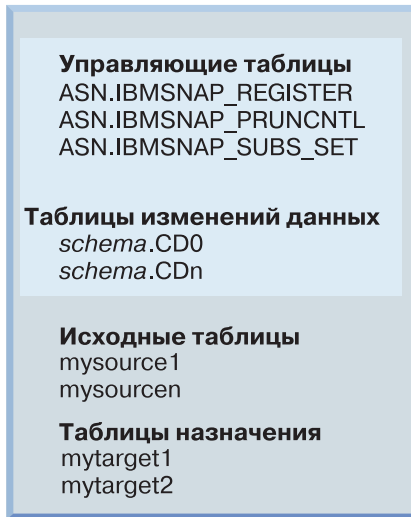 Управляющие таблицы
ASN.IBMSNAP_REGISTER
ASN.IBMSNAP_PRUNCNTL
ASN.IBMSNAP_SUBS_SET
Таблицы изменений данных
schema.CD0
schema.CDn
Исходные таблицы
mysource1
mysourcen
Таблицы назначения
mytarget1
mytarget2